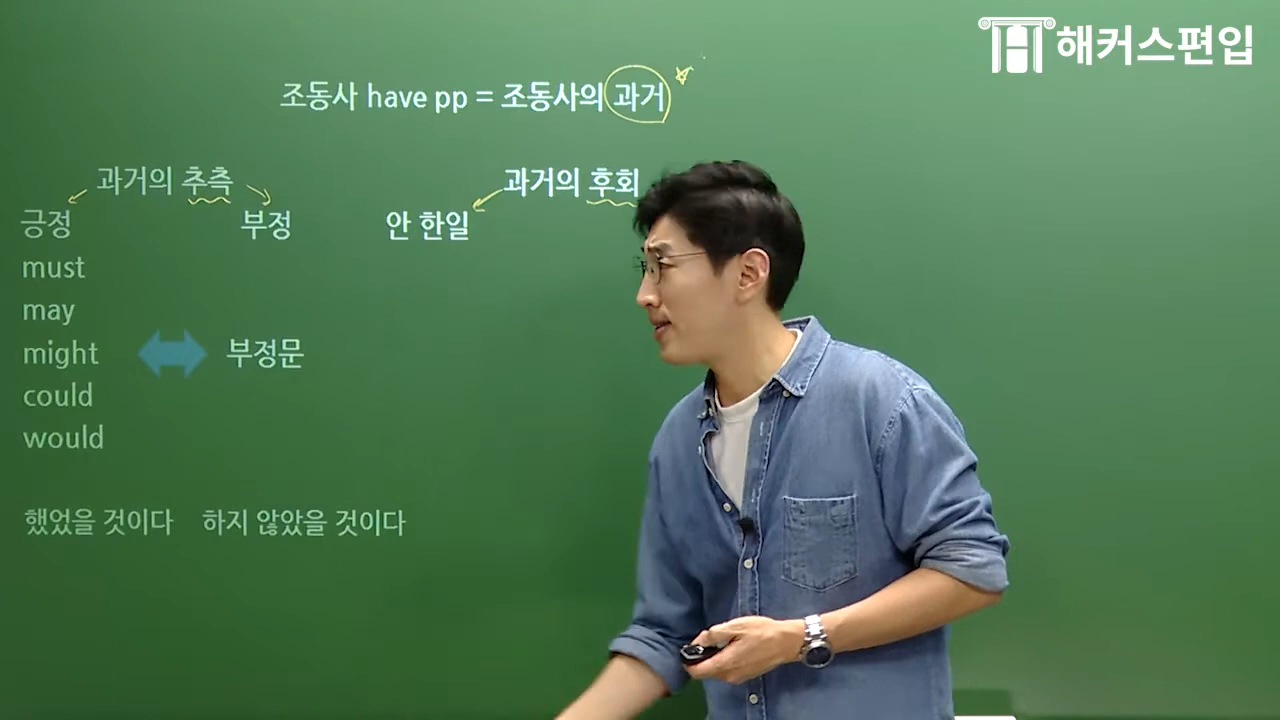 해커스편입
조동사 have pp = 조동사의 과거
과거의 추측
과거의 후회
긍정
부정
안 한일
must
may
might
부정문
could
would
했었을 것이다
하지 않았을 것이다